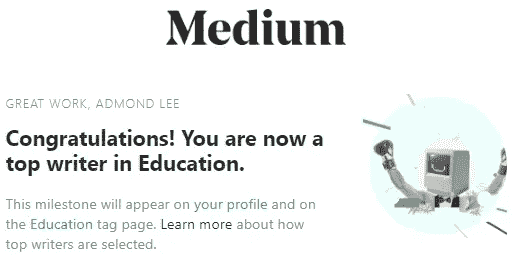 Medium
GREAT WORK, ADMOND LEE
Congratulations! You are now a
top writer in Education.
This milestone will appear on your profile and on
the Education tag page. Learn more about how
top writers are selected.